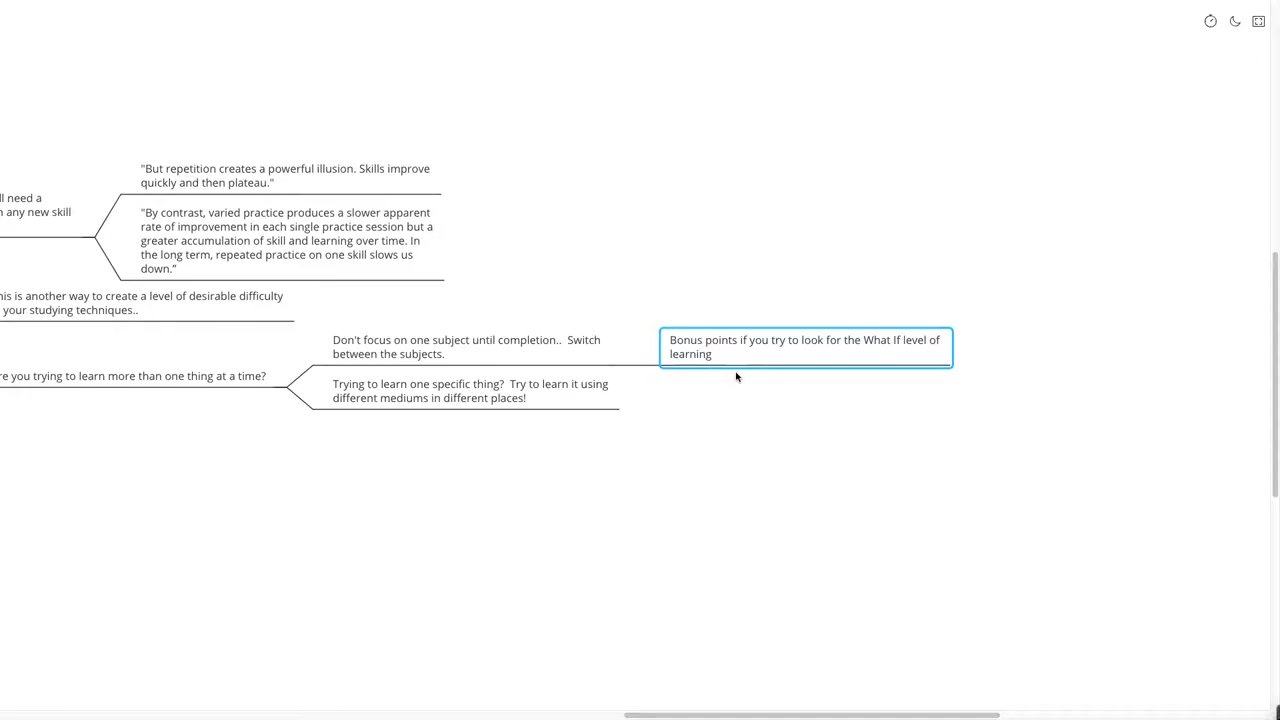 "But repetition creates a powerful illusion. Skills improve
quickly and then plateau."
ll need a
n any new skill
"By contrast, varied practice produces a slower apparent
rate of improvement in each single practice session but a
greater accumulation of skill and learning over time. In
the long term, repeated practice on one skill slows us
down."
his is another way to create a level of desirable difficulty
your studying techniques..
Don't focus on one subject until completion..  Switch
between the subjects.
Bonus points if you try to look for the What If level of
learning
re you trying to learn more than one thing at a time?
Trying to learn one specific thing?  Try to learn it using
different mediums in different places!